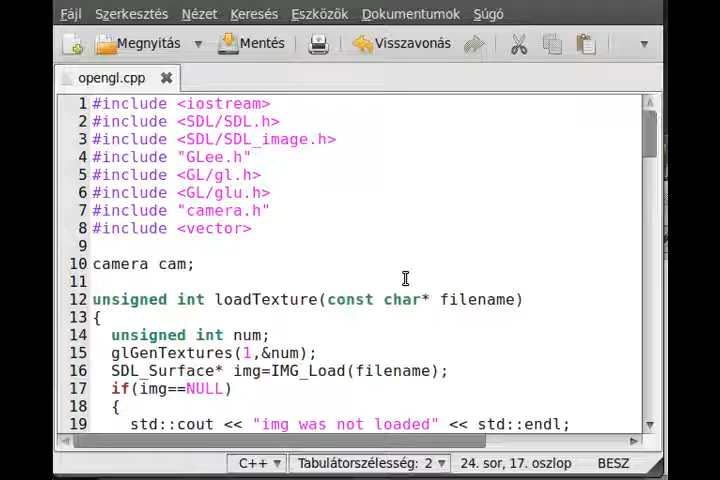 Fájl Szerkesztés Nézet Keresés Eszközök Dokumentumok Súgó
Megnyitás Mentés Visszavonás
opengl.cpp
1 #include <iostream>
2 #include <SDL/SDL.h>
3 #include <SDL/SDL_image.h>
4 #include "GLee.h"
5 #include <GL/gl.h>
6 #include <GL/glu.h>
7 #include "camera.h"
8 #include <vector>
9
10 camera cam;
11
12 unsigned int loadTexture(const char* filename)
13 {
14   unsigned int num;
15   glGenTextures(1,&num);
16   SDL_Surface* img=IMG_Load(filename);
17   if(img==NULL)
18   {
19     std::cout << "img was not loaded" << std::endl;
C++ Tabulátorszélesség: 2 24. sor, 17. oszlop BESZ